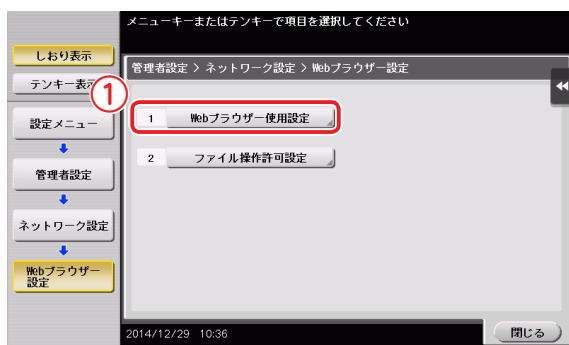 メニューキーまたはテンキーで項目を選択してください
しおり表示
テンキー表
管理者設定 > ネットワーク設定 > Webブラウザー設定
①
設定メニュー
1 Webブラウザー使用設定
2 ファイル操作許可設定
管理者設定
ネットワーク設定
Webブラウザー
設定
2014/12/29 10:36
閉じる